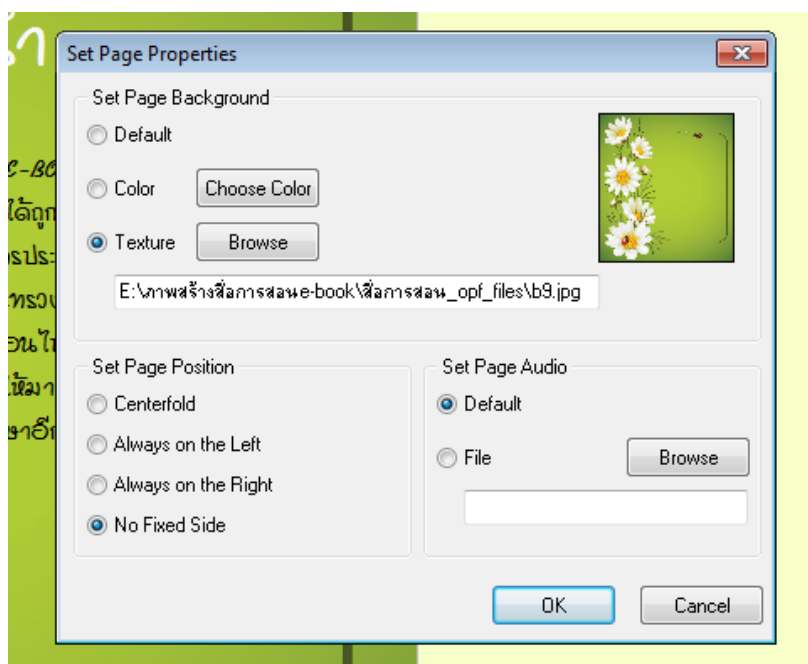 Set Page Properties
Set Page Background
Default
Color
Choose Color
Texture
Browse
E:\ภาพสร้างสื่อการสอนe-book\สื่อการสอน_opf_files\b9.jpg
Set Page Position
Centerfold
Always on the Left
Always on the Right
No Fixed Side
Set Page Audio
Default
File
Browse
OK
Cancel